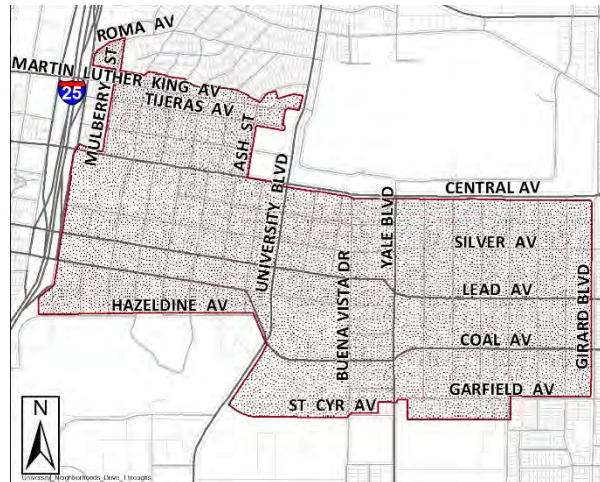 ROMA AV
MARTIN LUTHER KING AV
MULBERRY ST
TIJERAS AV
25
ASH ST
UNIVERSITY BLVD
CENTRAL AV
YALE BLVD
SILVER AV
BUENA VISTA DR
LEAD AV
GIRARD BLVD
HAZELDINE AV
COAL AV
GARFIELD AV
ST CYR AV
N
University_Neighborhoods_Drive_Throughs